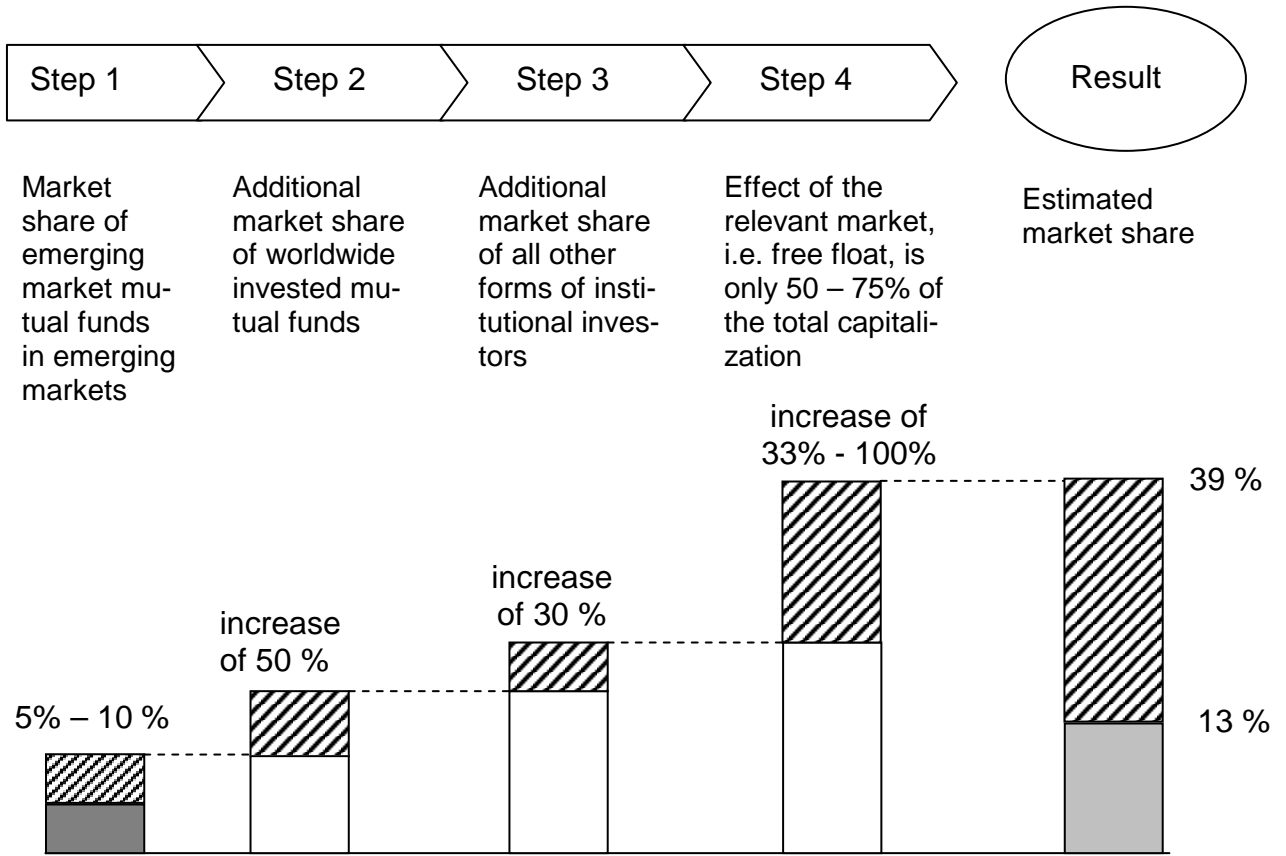 Step 1
Step 2
Step 3
Step 4
Result
Market
share of
emerging
market mu-
tual funds
in emerging
markets
Additional
market share
of worldwide
invested mu-
tual funds
Additional
market share
of all other
forms of insti-
tutional inves-
tors
Effect of the
relevant market,
i.e. free float, is
only 50 – 75% of
the total capitali-
zation
Estimated
market share
5% – 10 %
increase
of 50 %
increase
of 30 %
increase of
33% - 100%
39 %
13 %